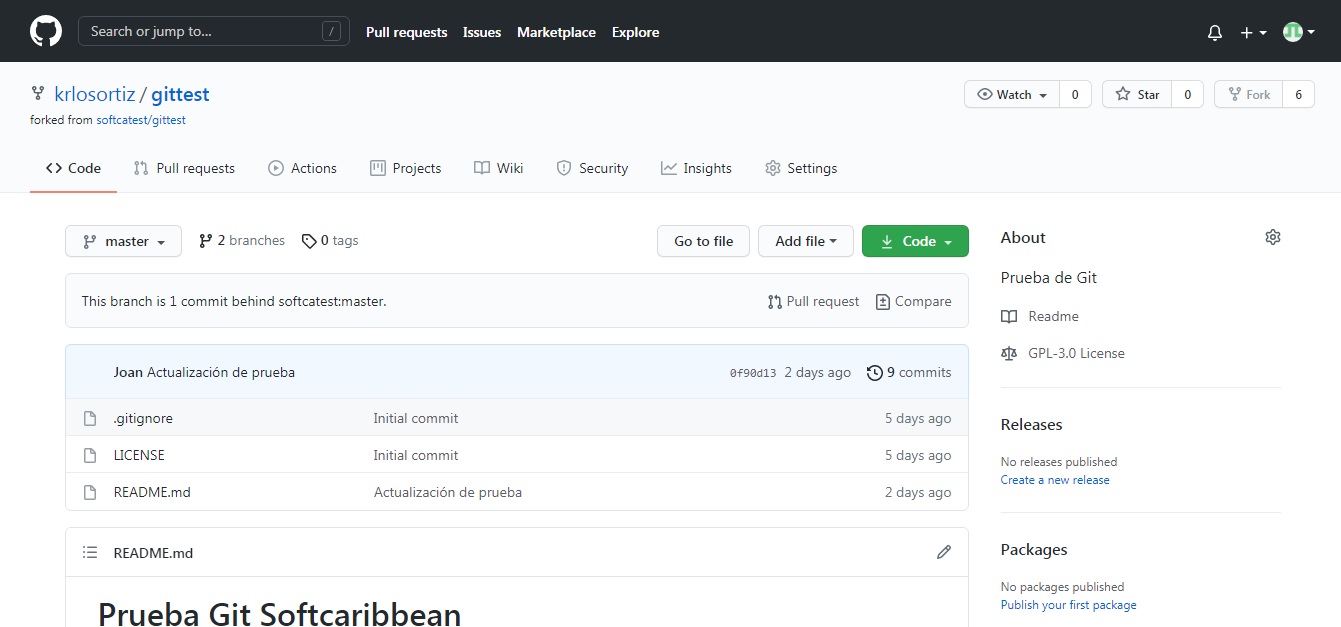 Search or jump to... /
Pull requests Issues Marketplace Explore
krlosortiz / gittest
forked from softcatest/gittest
Watch 0 Star 0 Fork 6
Code Pull requests Actions Projects Wiki Security Insights Settings
master 2 branches 0 tags
Go to file Add file Code
This branch is 1 commit behind softcatest:master.
Pull request Compare
Joan Actualización de prueba 0f90d13 2 days ago 9 commits
.gitignore Initial commit 5 days ago
LICENSE Initial commit 5 days ago
README.md Actualización de prueba 2 days ago
README.md
Prueba Git Softcaribbean
About
Prueba de Git
Readme
GPL-3.0 License
Releases
No releases published
Create a new release
Packages
No packages published
Publish your first package